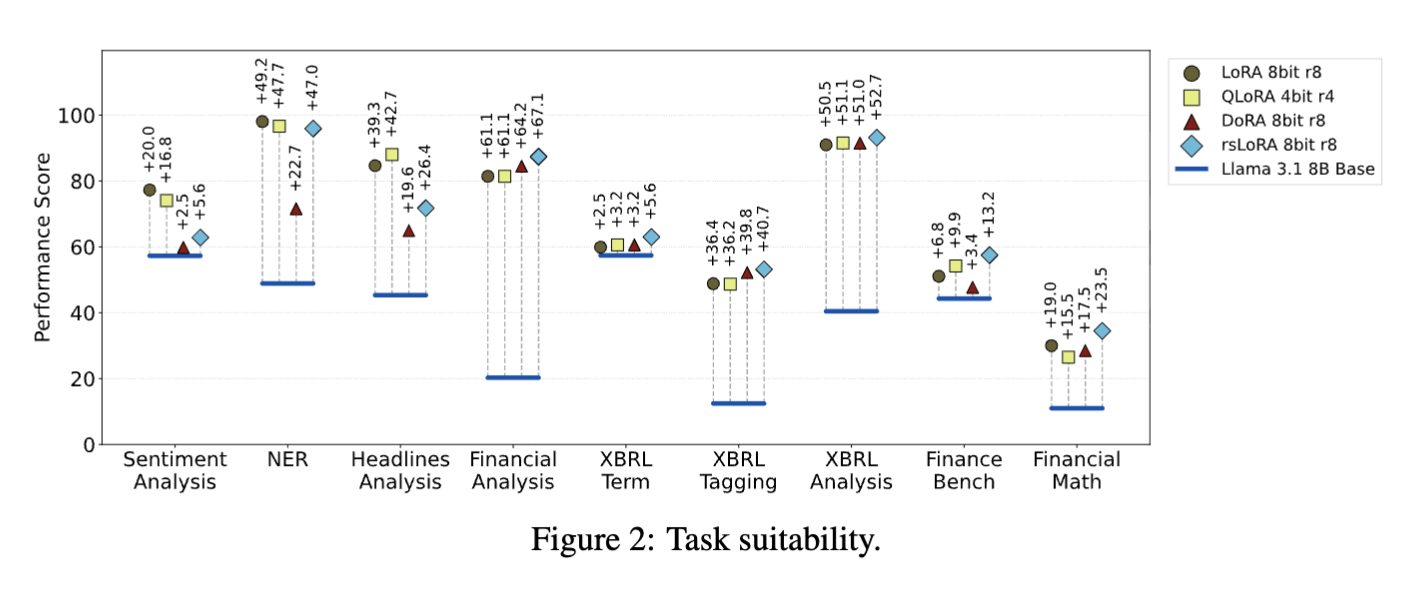 +20.0
+16.8
+2.5
+5.6
+49.2
+47.7
+22.7
+47.0
+39.3
+42.7
+19.6
+26.4
+61.1
+61.1
+64.2
+67.1
+2.5
+3.2
+3.2
+5.6
+36.4
+36.2
+39.8
+40.7
+50.5
+51.1
+51.0
+52.7
+6.8
+9.9
+3.4
+13.2
+19.0
+15.5
+17.5
+23.5
LoRA 8bit r8
QLoRA 4bit r4
DoRA 8bit r8
rsLoRA 8bit r8
Llama 3.1 8B Base
Performance Score
100
80
60
40
20
0
Sentiment
Analysis
NER
Headlines
Analysis
Financial
Analysis
XBRL
Term
XBRL
Tagging
XBRL
Analysis
Finance
Bench
Financial
Math
Figure 2: Task suitability.